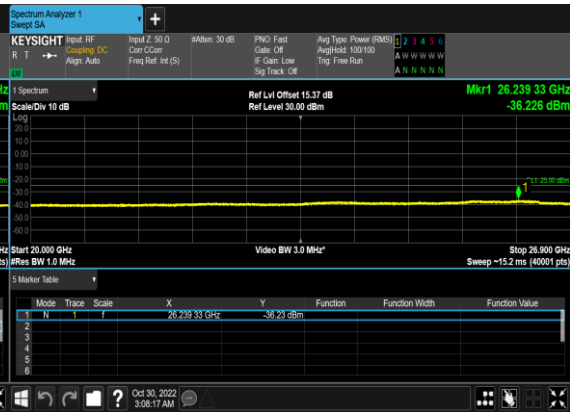 Spectrum Analyzer 1
Swept SA
+
KEYSIGHT Input: RF Input Z: 50 Ω #Atten: 30 dB PNO: Fast Avg Type: Power (RMS) 1 2 3 4 5 6
R T Coupling: DC Corr CCorr Gate: Off Avg|Hold: 100/100 A W W W W W
Align: Auto Freq Ref: Int (S) IF Gain: Low Trig: Free Run
Sig Track: Off A N N N N N
LXI
1 Spectrum
Ref Lvl Offset 15.37 dB Mkr1 26.239 33 GHz
Scale/Div 10 dB Ref Level 30.00 dBm -36.226 dBm
Log
20.0
10.0
0.00
-10.0
-20.0
L1 -25.00 dBm
1
-30.0
-40.0
-50.0
-60.0
Start 20.000 GHz Video BW 3.0 MHz* Stop 26.900 GHz
#Res BW 1.0 MHz Sweep ~15.2 ms (40001 pts)
5 Marker Table
Mode Trace Scale X Y Function Function Width Function Value
1 N 1 f 26.239 33 GHz -36.23 dBm
2
3
4
5
6
? Oct 30, 2022
3:08:17 AM